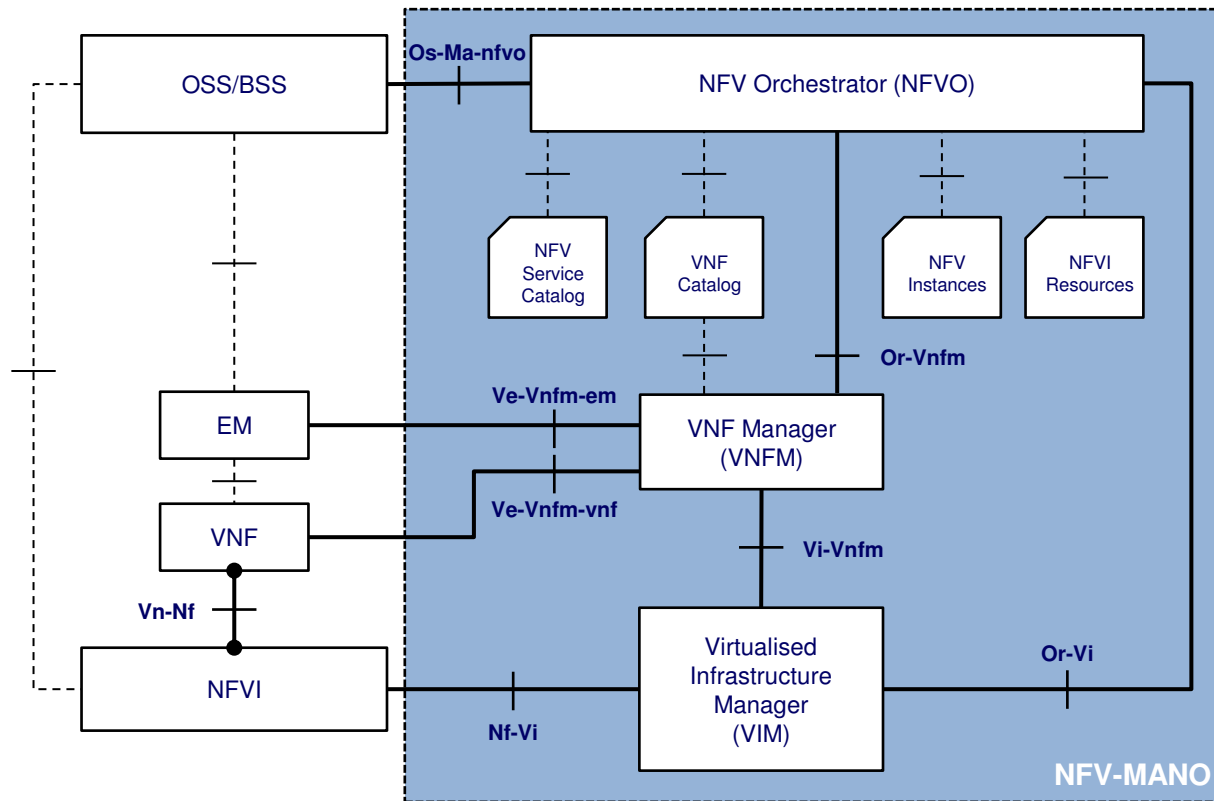 Os-Ma-nfvo
OSS/BSS
NFV Orchestrator (NFVO)
NFV
Service
Catalog
VNF
Catalog
NFV
Instances
NFVI
Resources
Or-Vnfm
Ve-Vnfm-em
EM
VNF Manager
(VNFM)
Ve-Vnfm-vnf
VNF
Vi-Vnfm
Vn-Nf
Virtualised
Infrastructure
Manager
(VIM)
Or-Vi
NFVI
Nf-Vi
NFV-MANO